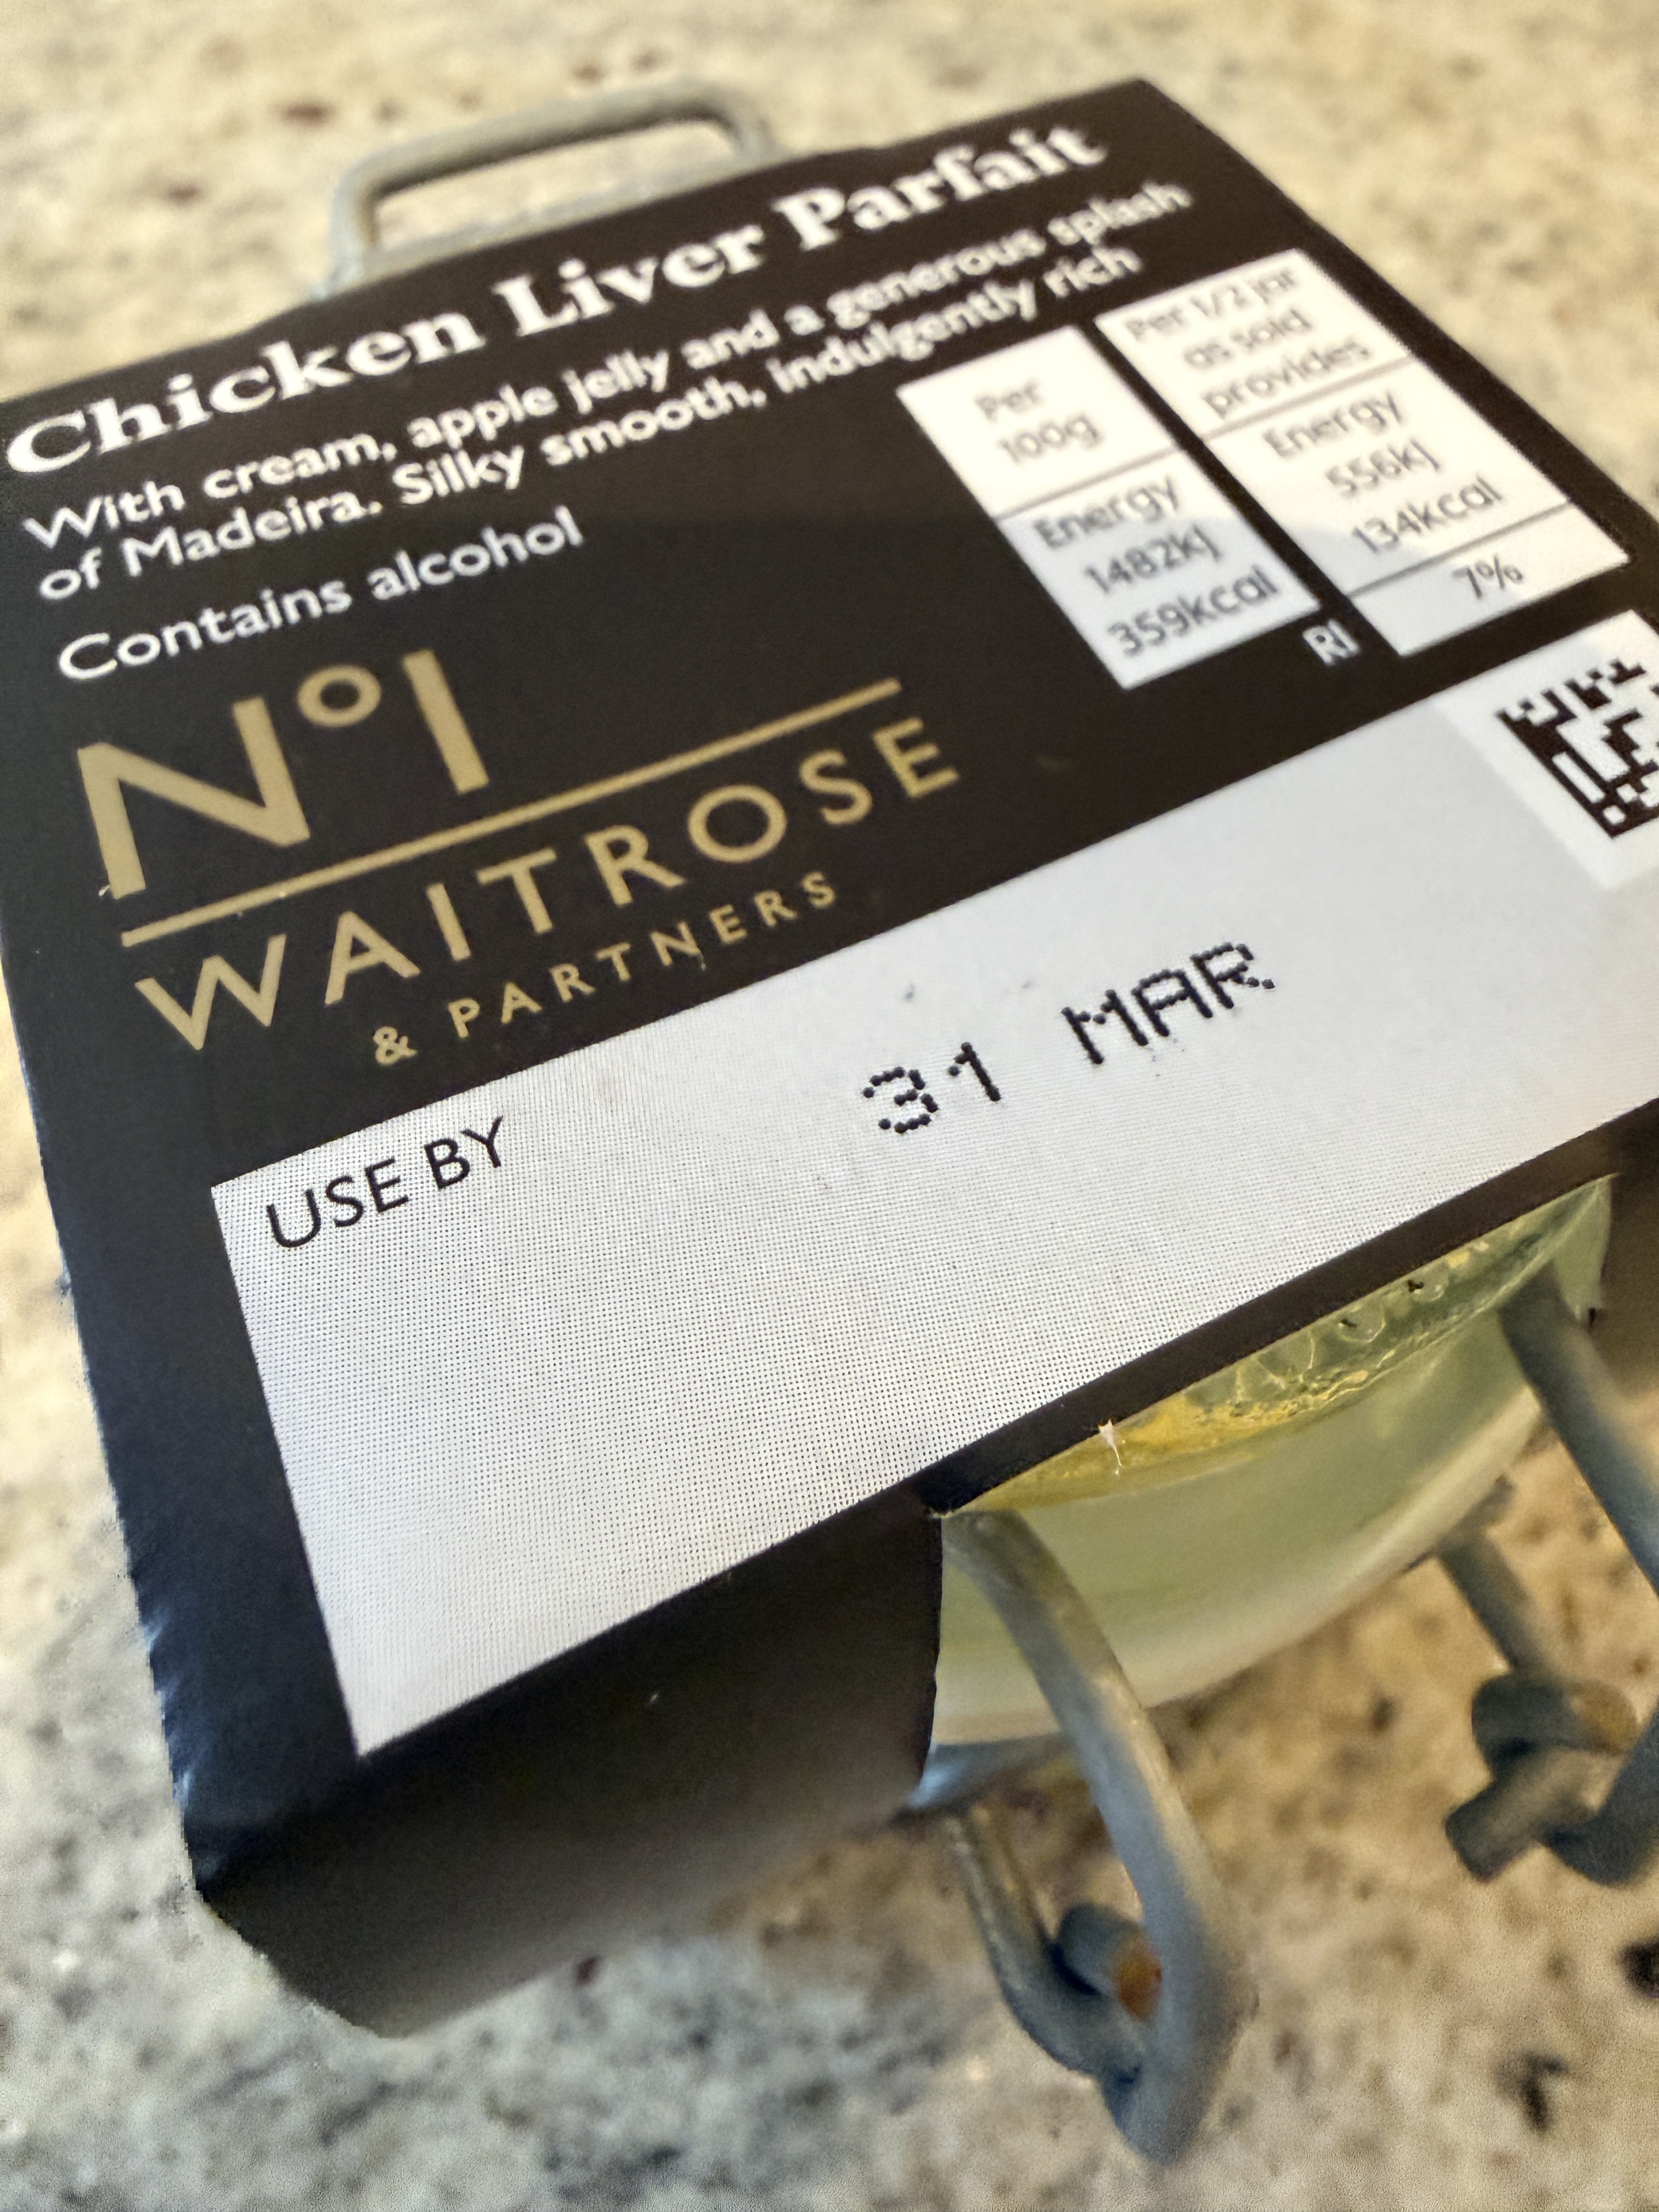 Chicken Liver Parfait
With cream, apple jelly and a generous splash
of Madeira. Silky smooth, indulgently rich
Contains alcohol
Per
100g
Energy
1482kJ
359kcal
Per 1/2 jar
as sold
provides
Energy
556kJ
134kcal
7%
RI
Nº1
WAITROSE
& PARTNERS
USE BY
31 MAR